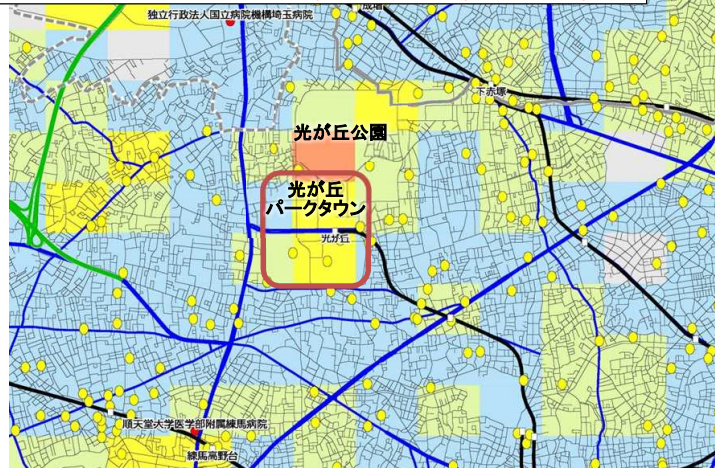 独立行政法人国立病院機構埼玉病院
成増
下赤塚
光が丘公園
光が丘
パークタウン
光が丘
順天堂大学医学部附属練馬病院
練馬高野台